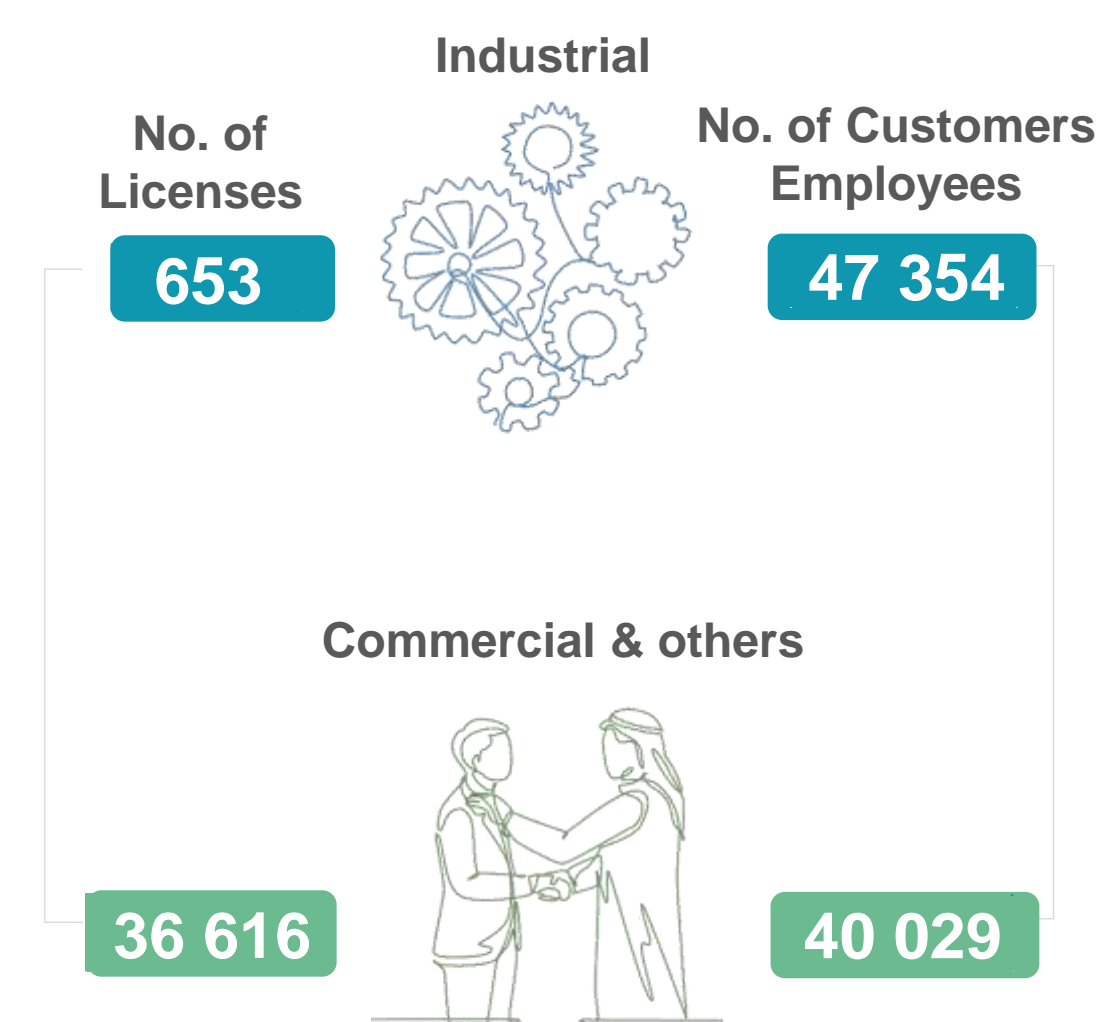 Industrial
No. of
Licenses
No. of Customers
Employees
653
47 354
Commercial & others
36 616
40 029